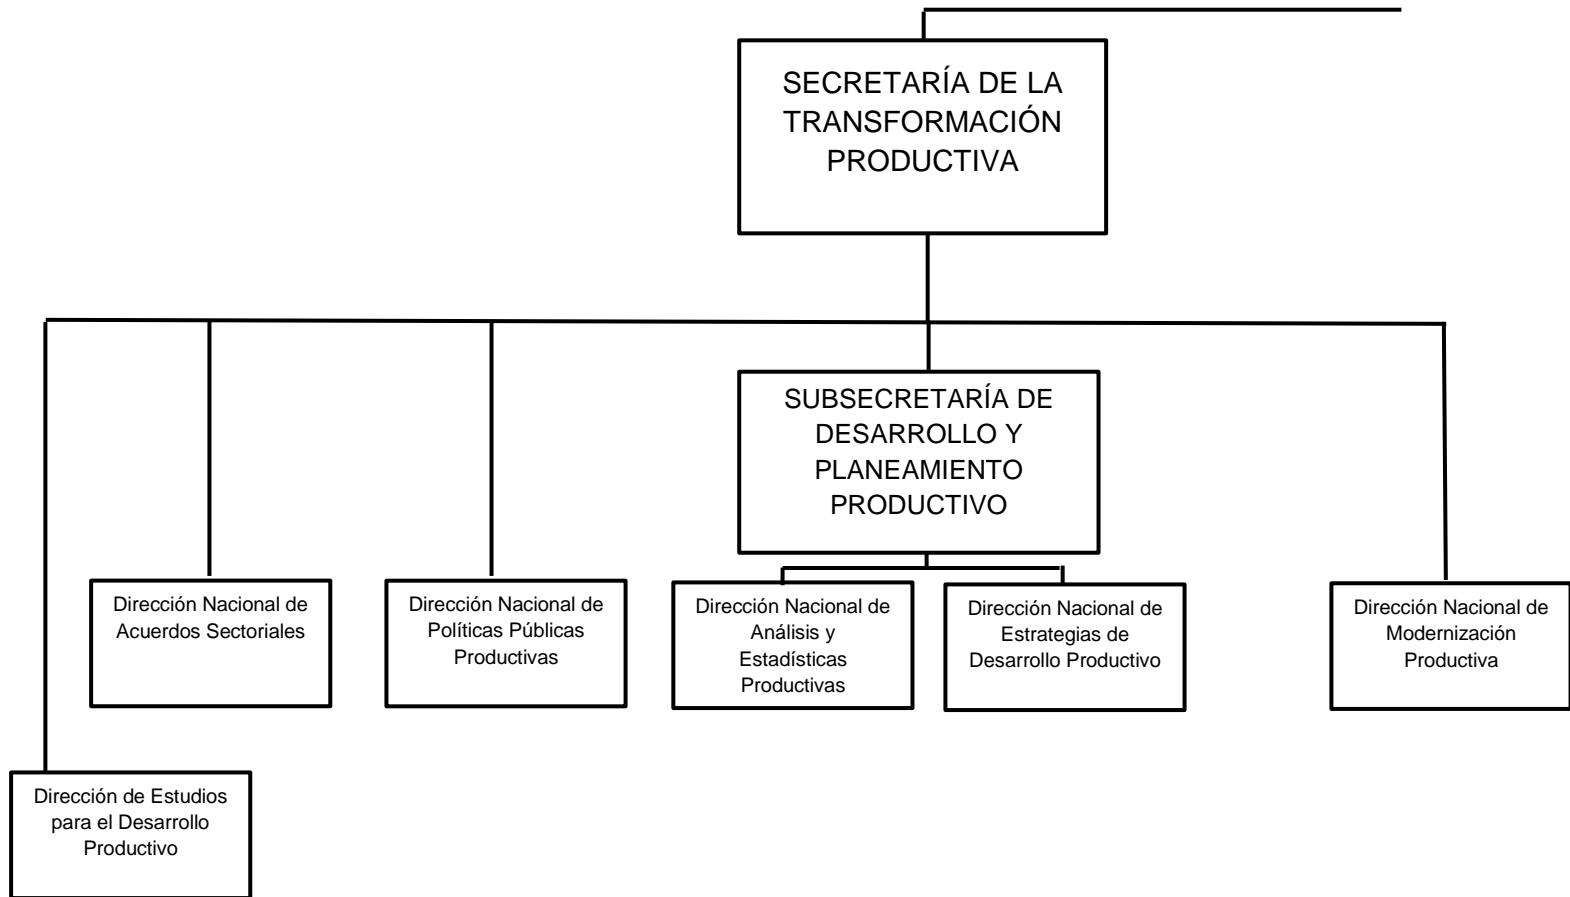 SECRETARÍA DE LA
TRANSFORMACIÓN
PRODUCTIVA
SUBSECRETARÍA DE
DESARROLLO Y
PLANEAMIENTO
PRODUCTIVO
Dirección Nacional de
Acuerdos Sectoriales
Dirección Nacional de
Políticas Públicas
Productivas
Dirección Nacional de
Análisis y
Estadísticas
Productivas
Dirección Nacional de
Estrategias de
Desarrollo Productivo
Dirección Nacional de
Modernización
Productiva
Dirección de Estudios
para el Desarrollo
Productivo